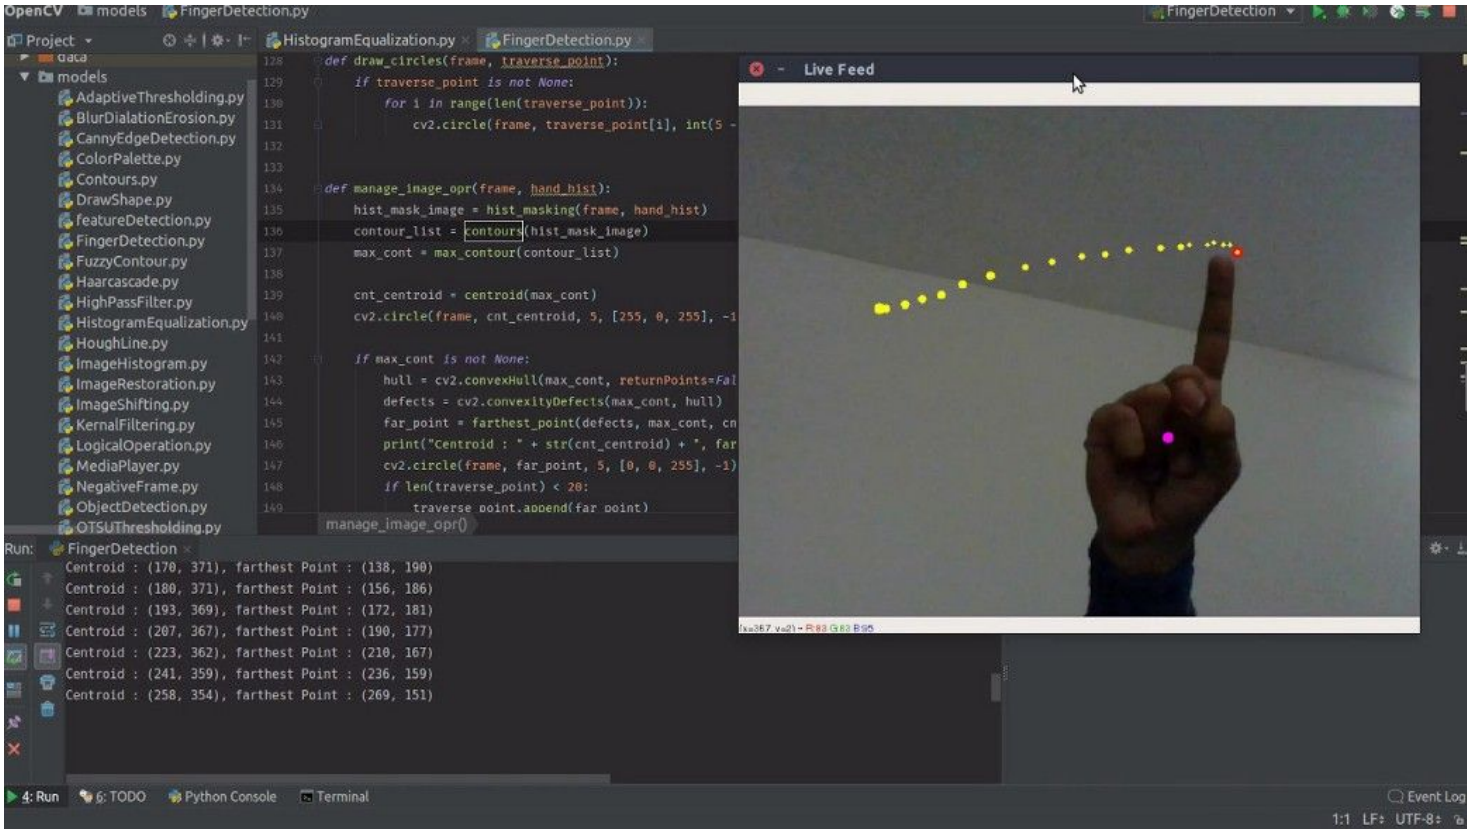 OpenCV models FingerDetection.py
FingerDetection
Project
HistogramEqualization.py
FingerDetection.py
data
models
AdaptiveThresholding.py
BlurDialationErosion.py
CannyEdgeDetection.py
ColorPalette.py
Contours.py
DrawShape.py
featureDetection.py
FingerDetection.py
FuzzyContour.py
Haarcascade.py
HighPassFilter.py
HistogramEqualization.py
HoughLine.py
ImageHistogram.py
ImageRestoration.py
ImageShifting.py
KernalFiltering.py
LogicalOperation.py
MediaPlayer.py
NegativeFrame.py
ObjectDetection.py
OTSUThresholding.py
128 def draw_circles(frame, traverse_point):
129 if traverse_point is not None:
130 for i in range(len(traverse_point)):
131 cv2.circle(frame, traverse_point[i], int(5 -
132
133
134 def manage_image_opr(frame, hand_hist):
135 hist_mask_image = hist_masking(frame, hand_hist)
136 contour_list = contours(hist_mask_image)
137 max_cont = max_contour(contour_list)
138
139 cnt_centroid = centroid(max_cont)
140 cv2.circle(frame, cnt_centroid, 5, [255, 0, 255], -1
141
142 if max_cont is not None:
143 hull = cv2.convexHull(max_cont, returnPoints=Fal
144 defects = cv2.convexityDefects(max_cont, hull)
145 far_point = farthest_point(defects, max_cont, cn
146 print("Centroid : " + str(cnt_centroid) + ", far
147 cv2.circle(frame, far_point, 5, [0, 0, 255], -1)
148 if len(traverse_point) < 20:
149 traverse_point.append(far_point)
manage_image_opr()
Live Feed
(x=367, y=2) ~ R:83 G:83 B:95
Run: FingerDetection
Centroid : (170, 371), farthest Point : (138, 190)
Centroid : (180, 371), farthest Point : (156, 186)
Centroid : (193, 369), farthest Point : (172, 181)
Centroid : (207, 367), farthest Point : (190, 177)
Centroid : (223, 362), farthest Point : (210, 167)
Centroid : (241, 359), farthest Point : (236, 159)
Centroid : (258, 354), farthest Point : (269, 151)
4: Run 6: TODO Python Console Terminal
Event Log
1:1 LF UTF-8